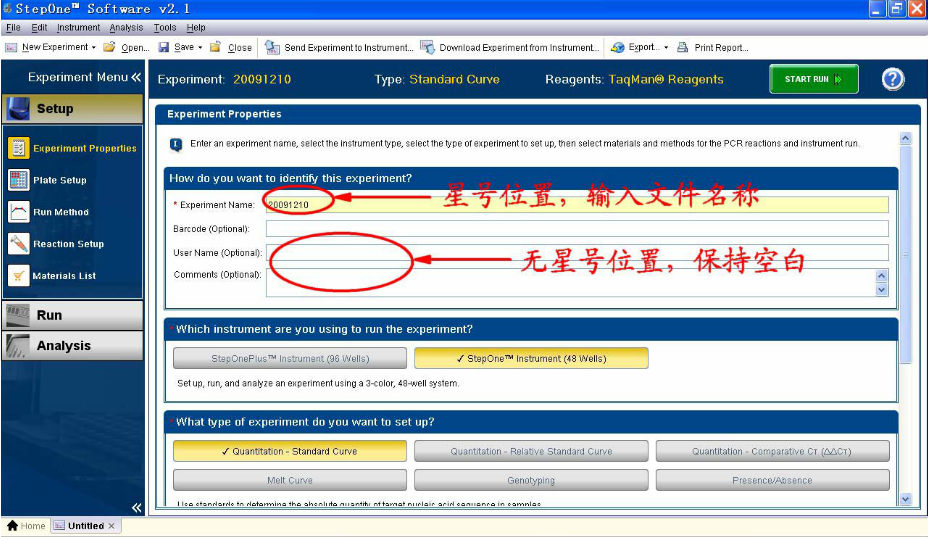 StepOne™ Software v2.1
File Edit Instrument Analysis Tools Help
New Experiment Open... Save Close Send Experiment to Instrument... Download Experiment from Instrument... Export... Print Report...
Experiment Menu «
Experiment: 20091210 Type: Standard Curve Reagents: TaqMan® Reagents START RUN
Setup
Experiment Properties
Plate Setup
Run Method
Reaction Setup
Materials List
Run
Analysis
Experiment Properties
Enter an experiment name, select the instrument type, select the type of experiment to set up, then select materials and methods for the PCR reactions and instrument run.
How do you want to identify this experiment?
* Experiment Name: 20091210
星号位置，输入文件名称
Barcode (Optional):
User Name (Optional):
无星号位置，保持空白
Comments (Optional):
* Which instrument are you using to run the experiment?
StepOnePlus™ Instrument (96 Wells) ✓ StepOne™ Instrument (48 Wells)
Set up, run, and analyze an experiment using a 3-color, 48-well system.
* What type of experiment do you want to set up?
✓ Quantitation - Standard Curve Quantitation - Relative Standard Curve Quantitation - Comparative CT (ΔΔCT)
Melt Curve Genotyping Presence/Absence
Use standards to determine the absolute quantity of target nucleic acid sequence in samples.
«
Home Untitled ×